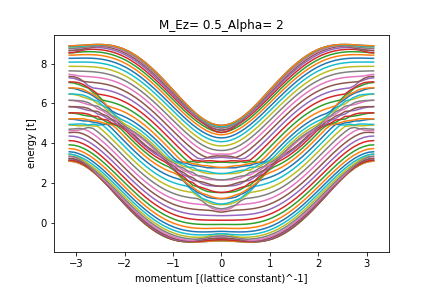 M_Ez= 0.5_Alpha= 2
energy [t]
8
6
4
2
0
−3 −2 −1 0 1 2 3
momentum [(lattice constant)^-1]